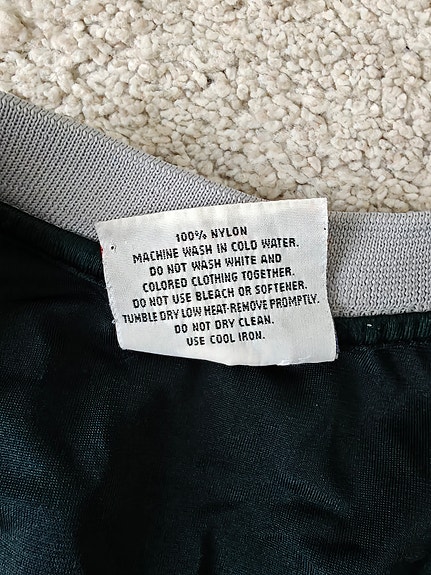 100% NYLON
MACHINE WASH IN COLD WATER.
DO NOT WASH WHITE AND
COLORED CLOTHING TOGETHER.
DO NOT USE BLEACH OR SOFTENER.
TUMBLE DRY LOW HEAT-REMOVE PROMPTLY.
DO NOT DRY CLEAN.
USE COOL IRON.